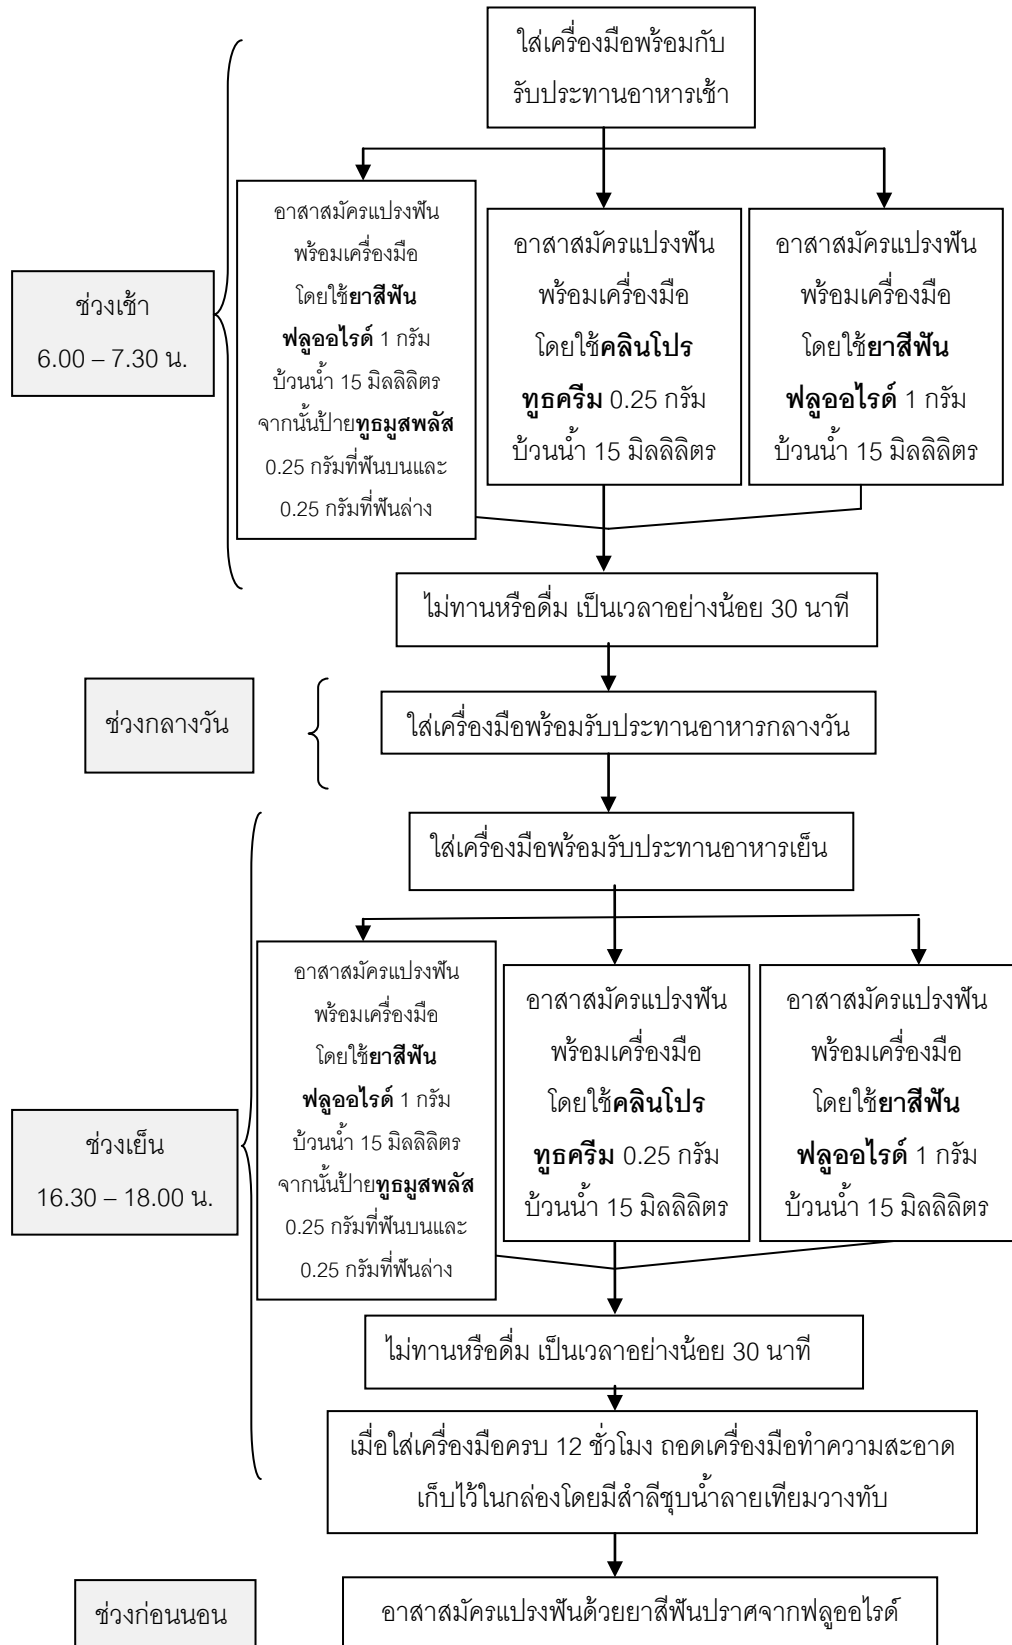 ใส่เครื่องมือพร้อมกับ
รับประทานอาหารเช้า
ช่วงเช้า
6.00 – 7.30 น.
อาสาสมัครแปรงฟัน
พร้อมเครื่องมือ
โดยใช้ยาสีฟัน
ฟลูออไรด์ 1 กรัม
บ้วนน้ำ 15 มิลลิลิตร
จากนั้นป้ายทูธมูสพลัส
0.25 กรัมที่ฟันบนและ
0.25 กรัมที่ฟันล่าง
อาสาสมัครแปรงฟัน
พร้อมเครื่องมือ
โดยใช้คลินโปร
ทูธครีม 0.25 กรัม
บ้วนน้ำ 15 มิลลิลิตร
อาสาสมัครแปรงฟัน
พร้อมเครื่องมือ
โดยใช้ยาสีฟัน
ฟลูออไรด์ 1 กรัม
บ้วนน้ำ 15 มิลลิลิตร
ไม่ทานหรือดื่ม เป็นเวลาอย่างน้อย 30 นาที
ช่วงกลางวัน
ใส่เครื่องมือพร้อมรับประทานอาหารกลางวัน
ใส่เครื่องมือพร้อมรับประทานอาหารเย็น
ช่วงเย็น
16.30 – 18.00 น.
อาสาสมัครแปรงฟัน
พร้อมเครื่องมือ
โดยใช้ยาสีฟัน
ฟลูออไรด์ 1 กรัม
บ้วนน้ำ 15 มิลลิลิตร
จากนั้นป้ายทูธมูสพลัส
0.25 กรัมที่ฟันบนและ
0.25 กรัมที่ฟันล่าง
อาสาสมัครแปรงฟัน
พร้อมเครื่องมือ
โดยใช้คลินโปร
ทูธครีม 0.25 กรัม
บ้วนน้ำ 15 มิลลิลิตร
อาสาสมัครแปรงฟัน
พร้อมเครื่องมือ
โดยใช้ยาสีฟัน
ฟลูออไรด์ 1 กรัม
บ้วนน้ำ 15 มิลลิลิตร
ไม่ทานหรือดื่ม เป็นเวลาอย่างน้อย 30 นาที
เมื่อใส่เครื่องมือครบ 12 ชั่วโมง ถอดเครื่องมือทำความสะอาด
เก็บไว้ในกล่องโดยมีสำลีชุบน้ำลายเทียมวางทับ
ช่วงก่อนนอน
อาสาสมัครแปรงฟันด้วยยาสีฟันปราศจากฟลูออไรด์